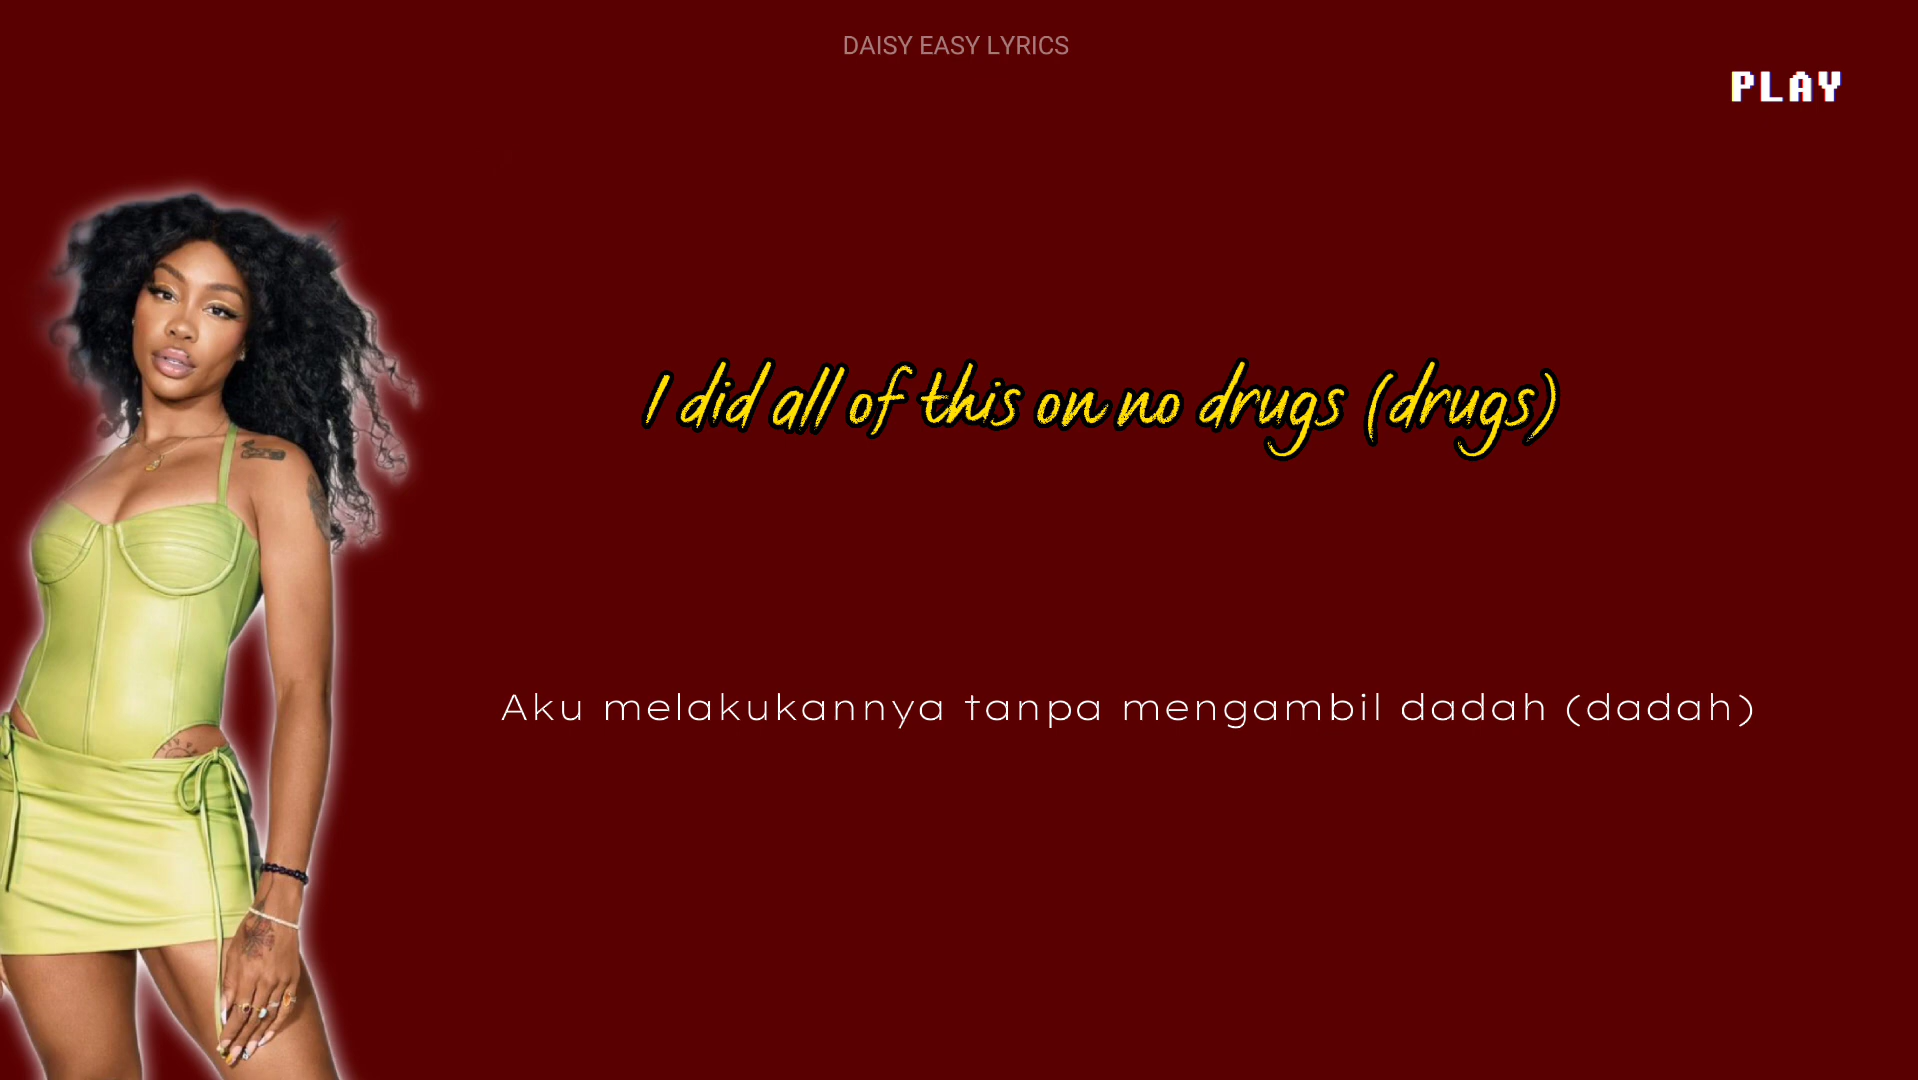 DAISY EASY LYRICS
PLAY
I did all of this on no drugs (drugs)
Aku melakukannya tanpa mengambil dadah (dadah)